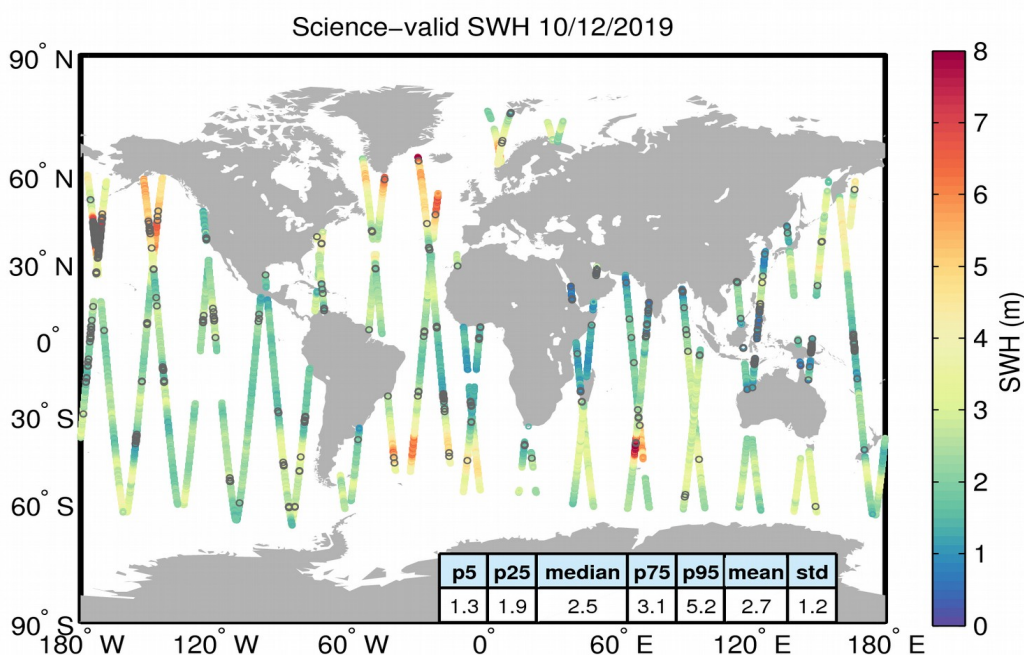 Science–valid SWH 10/12/2019
90° N
60° N
30° N
0°
30° S
60° S
90° S
180° W
120° W
60° W
0°
60° E
120° E
180° E
p5 p25 median p75 p95 mean std
1.3 1.9 2.5 3.1 5.2 2.7 1.2
8
7
6
5
4
3
2
1
0
SWH (m)